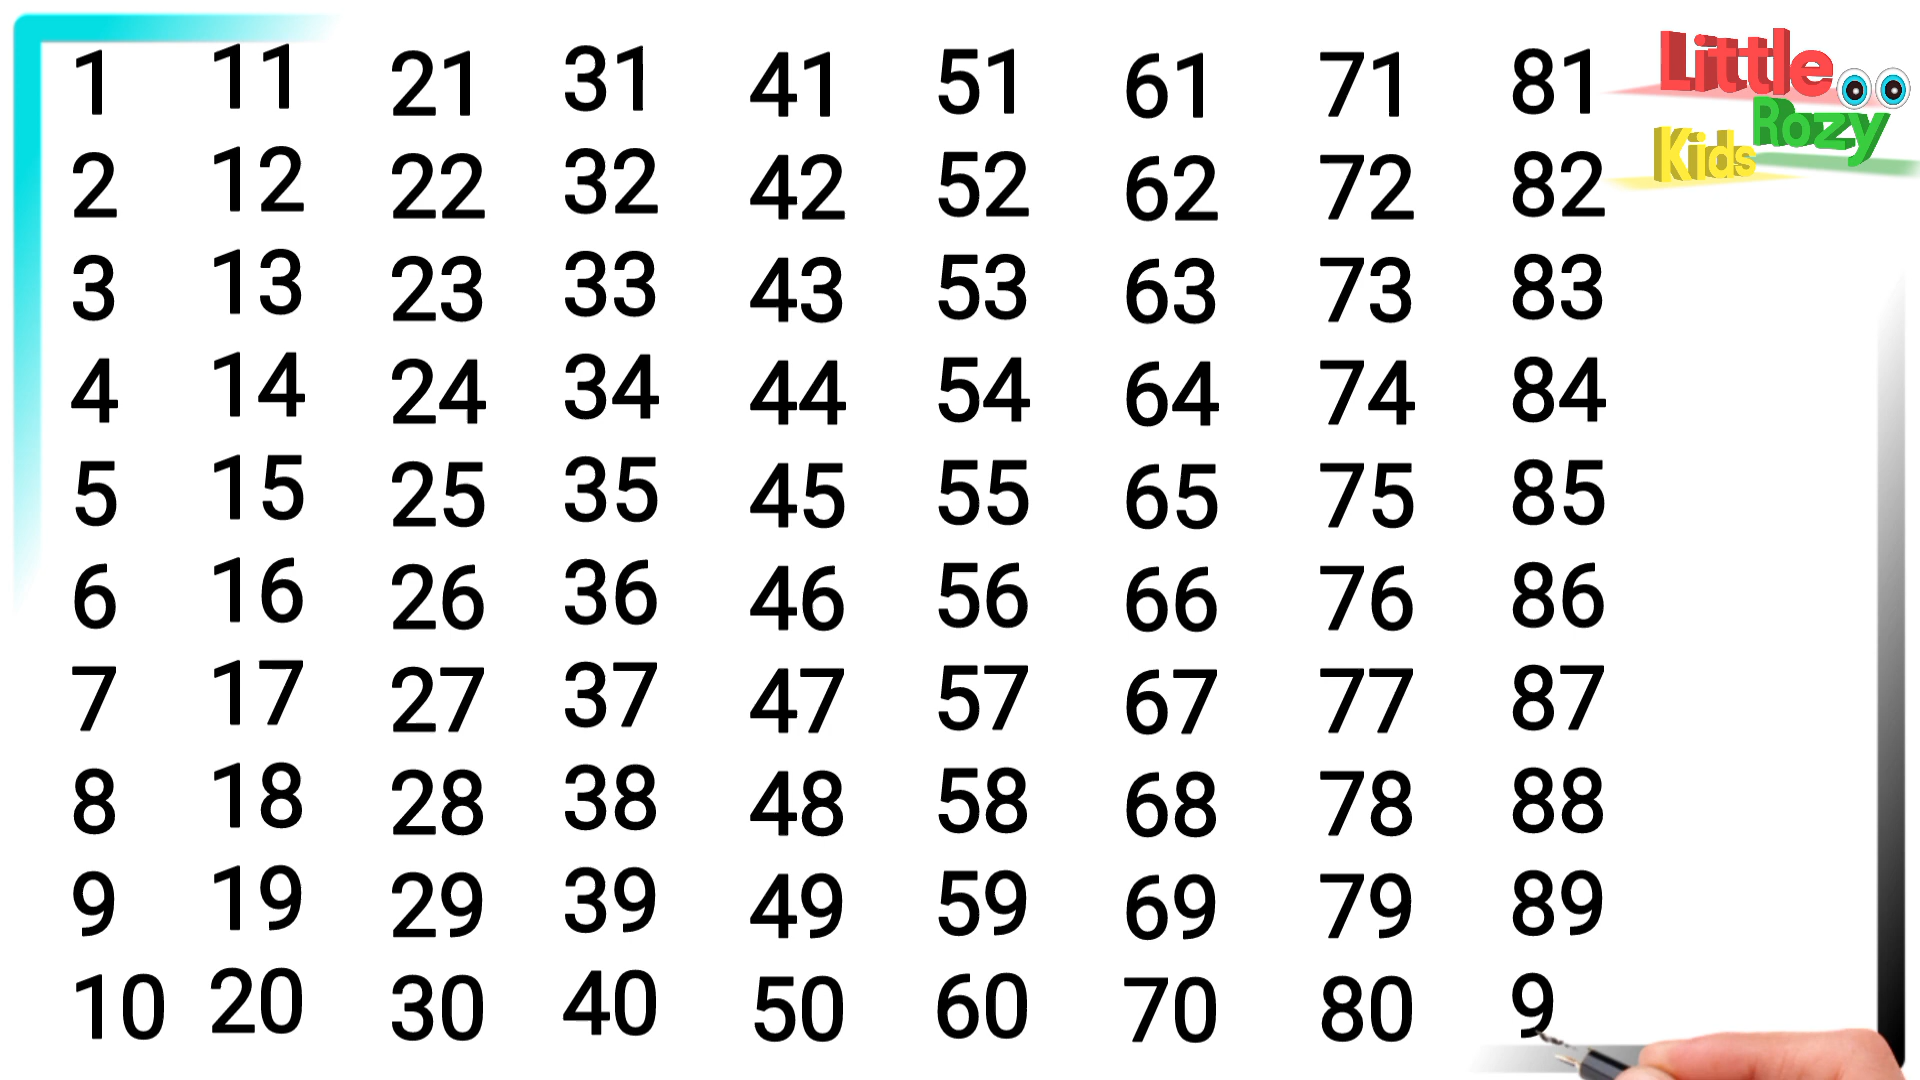 1 11 21 31 41 51 61 71 81
2 12 22 32 42 52 62 72 82
3 13 23 33 43 53 63 73 83
4 14 24 34 44 54 64 74 84
5 15 25 35 45 55 65 75 85
6 16 26 36 46 56 66 76 86
7 17 27 37 47 57 67 77 87
8 18 28 38 48 58 68 78 88
9 19 29 39 49 59 69 79 89
10 20 30 40 50 60 70 80 9
Little
Rozy
Kids